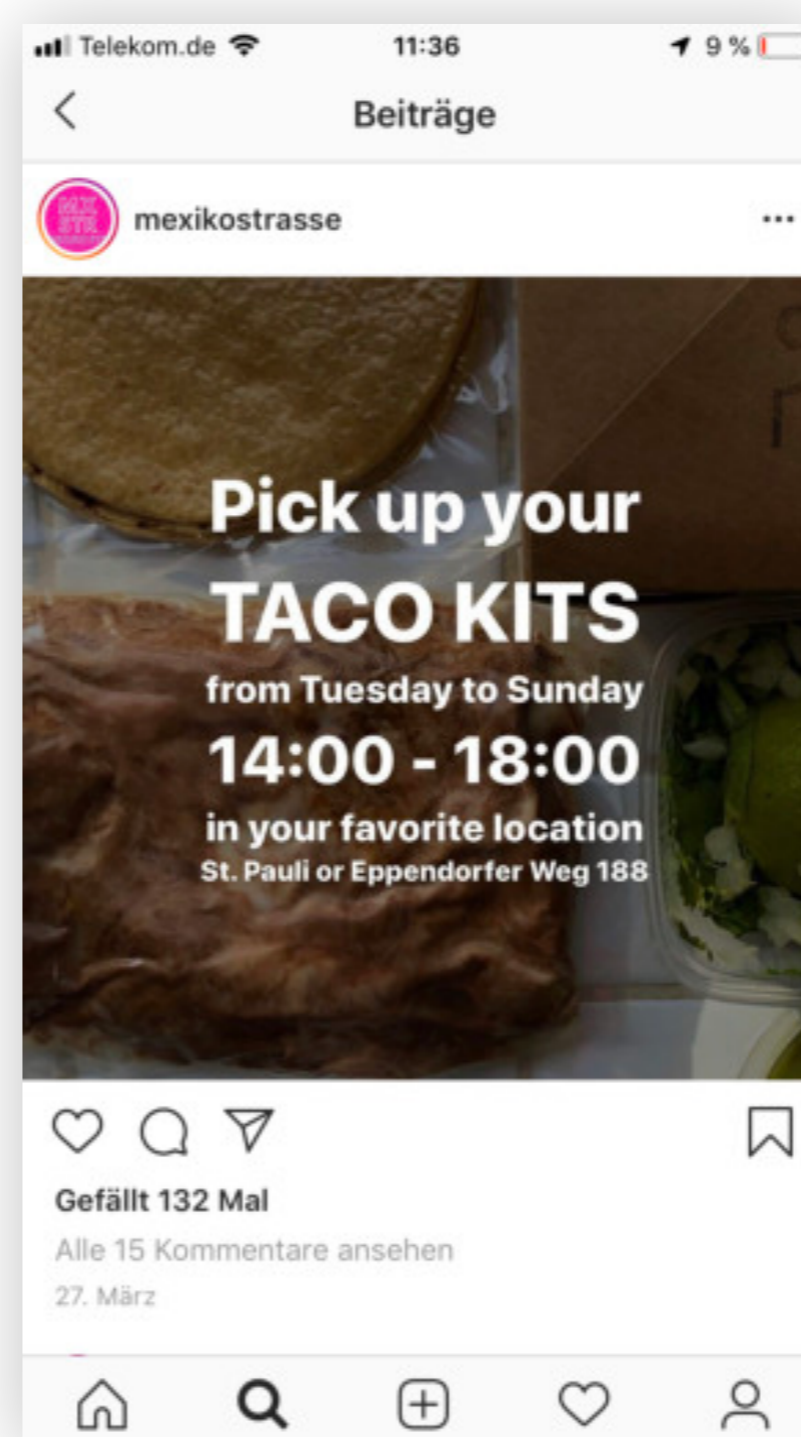 Telekom.de 11:36 9 %
Beiträge
MX
STR
mexikostrasse
Pick up your
TACO KITS
from Tuesday to Sunday
14:00 - 18:00
in your favorite location
St. Pauli or Eppendorfer Weg 188
Gefällt 132 Mal
Alle 15 Kommentare ansehen
27. März